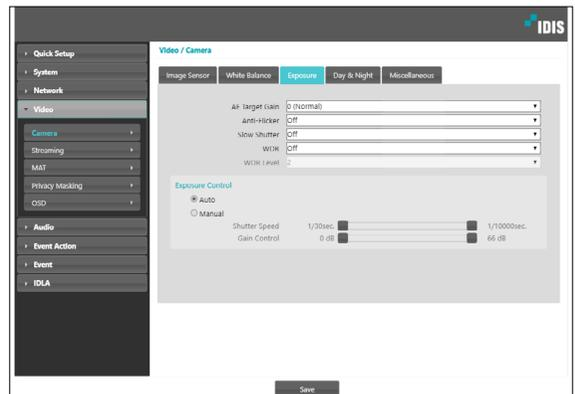 IDIS
Quick Setup
System
Network
Video
Camera
Streaming
MAT
Privacy Masking
OSD
Audio
Event Action
Event
IDLA
Video / Camera
Image Sensor White Balance Exposure Day & Night Miscellaneous
AE Target Gain 0 (Normal)
Anti-Flicker Off
Slow Shutter Off
WDR Off
WDR Level 2
Exposure Control
Auto
Manual
Shutter Speed 1/30sec. 1/10000sec.
Gain Control 0 dB 66 dB
Save